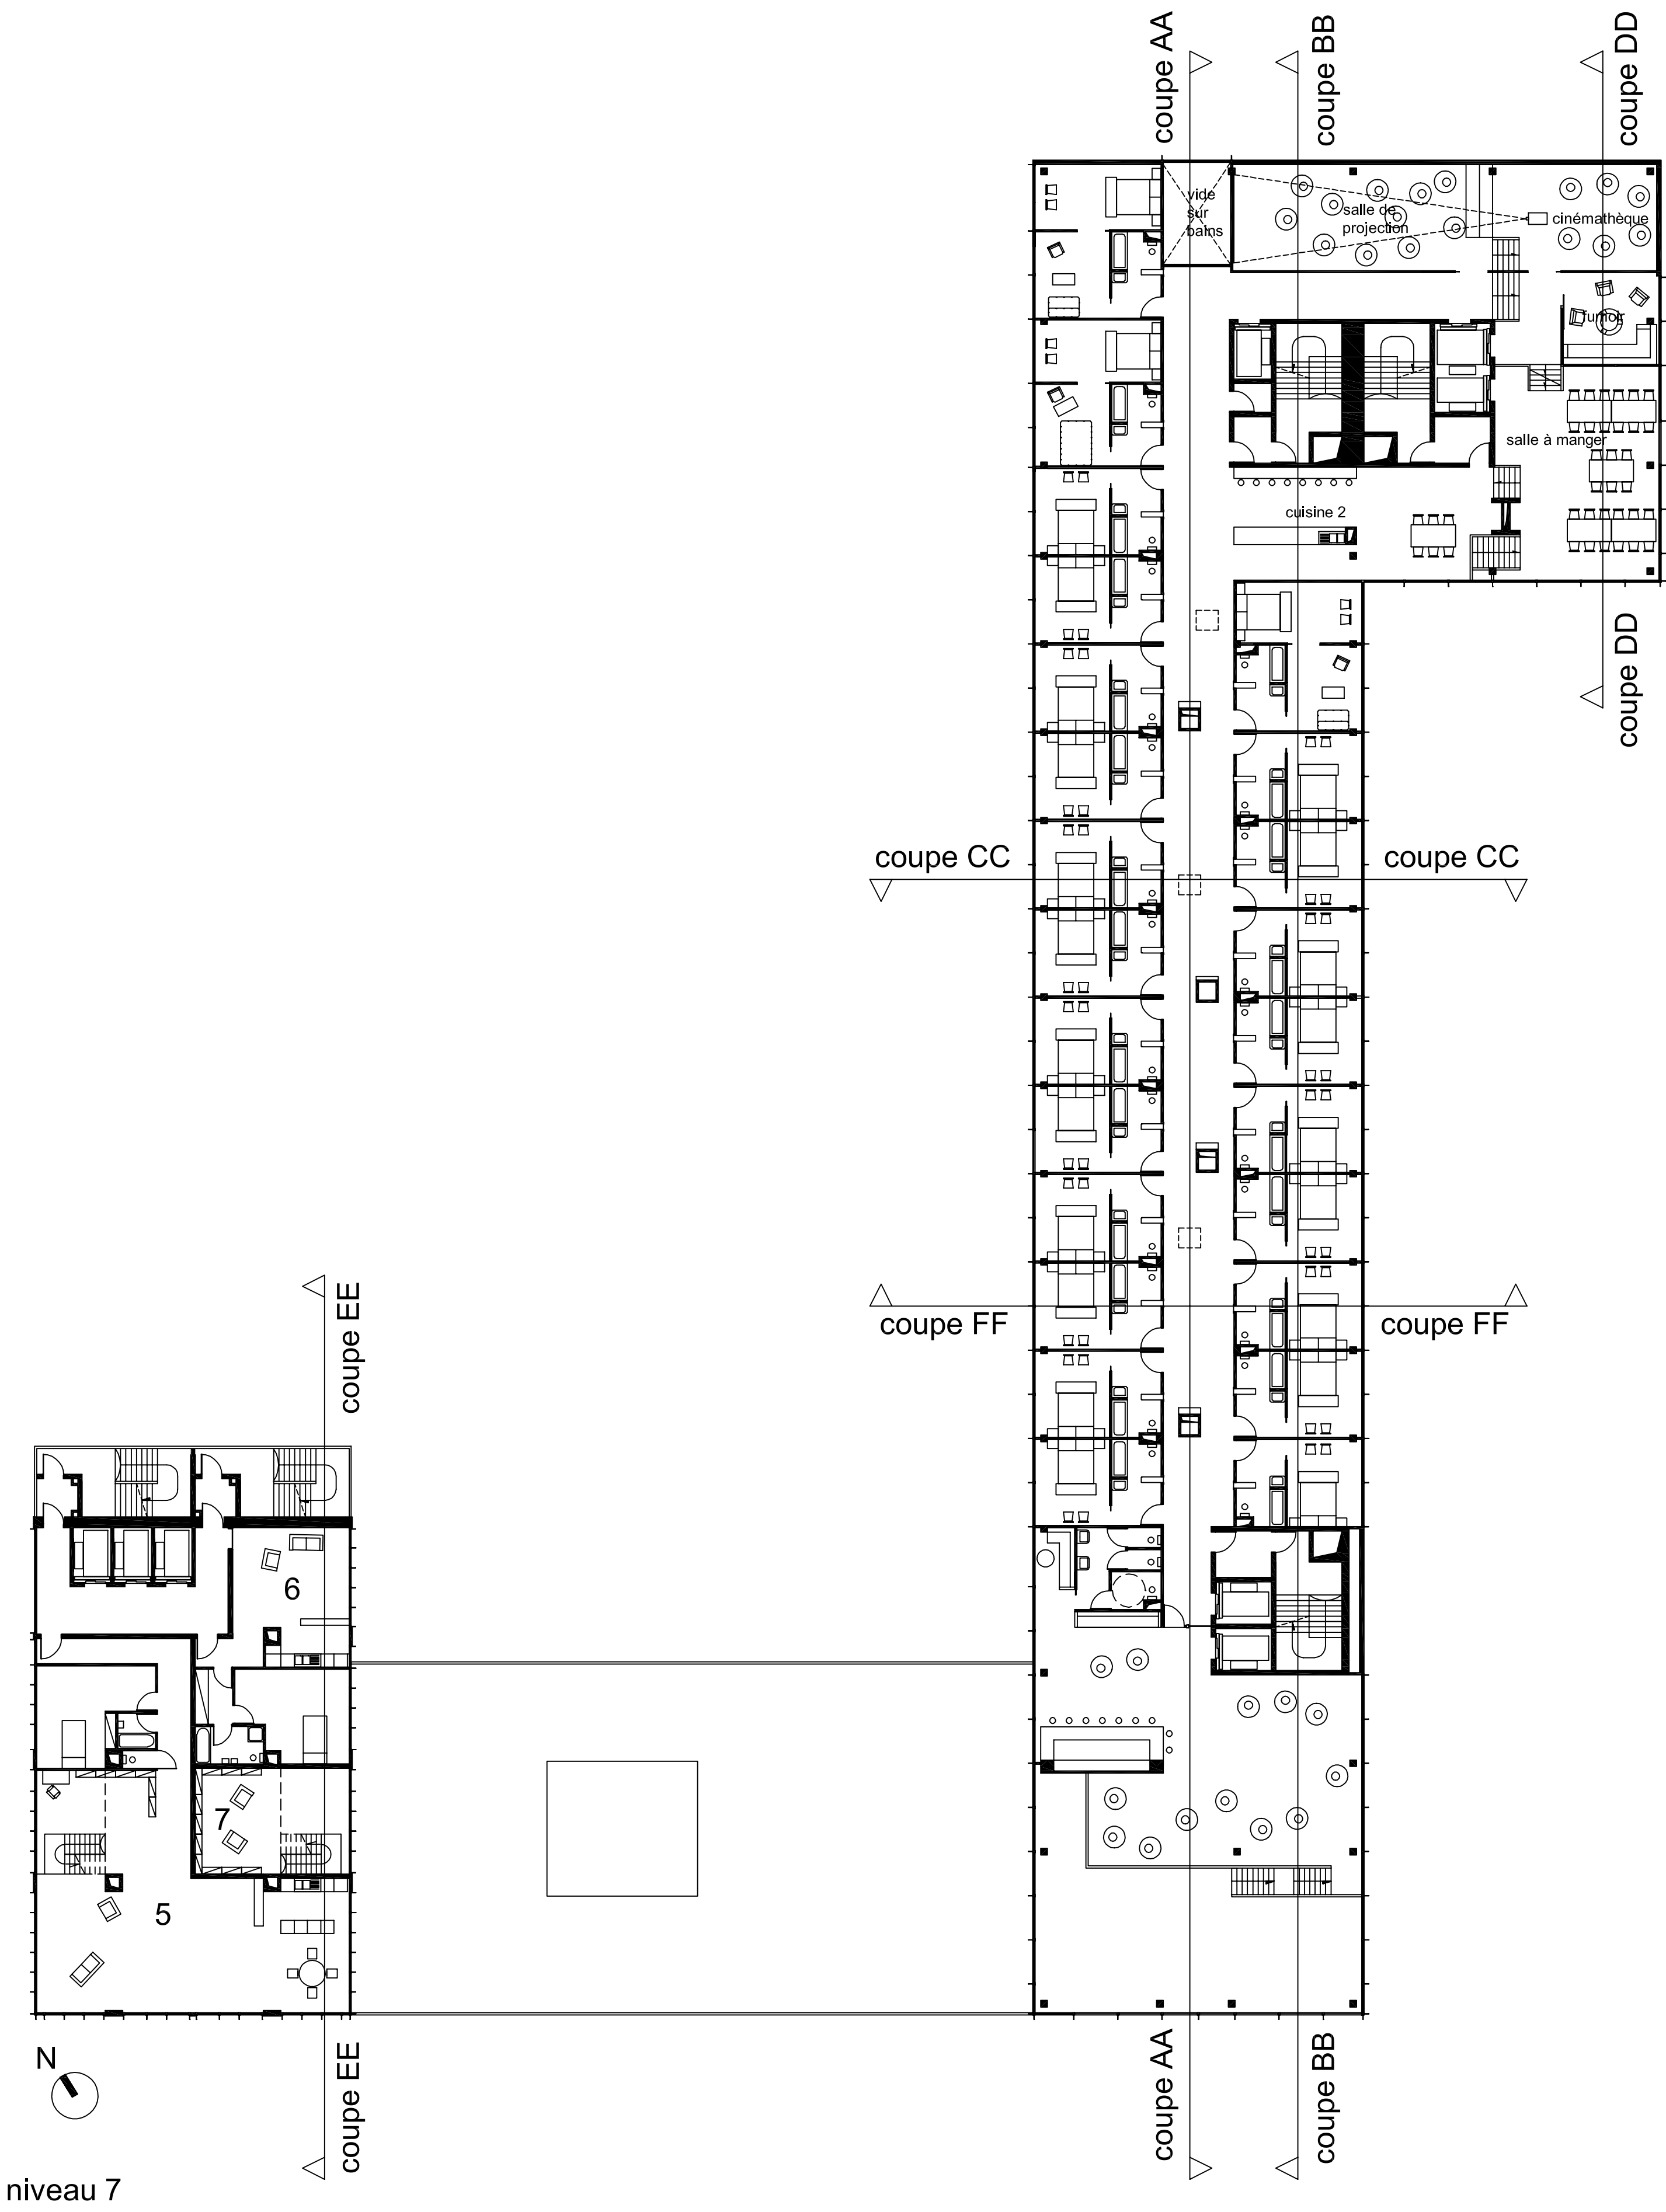 coupe AA
coupe BB
coupe DD
vide
sur
bains
salle de
projection
cinémathèque
fumoir
salle à manger
cuisine 2
coupe DD
coupe CC
coupe CC
coupe EE
coupe FF
coupe FF
6
7
5
N
coupe EE
coupe AA
coupe BB
niveau 7